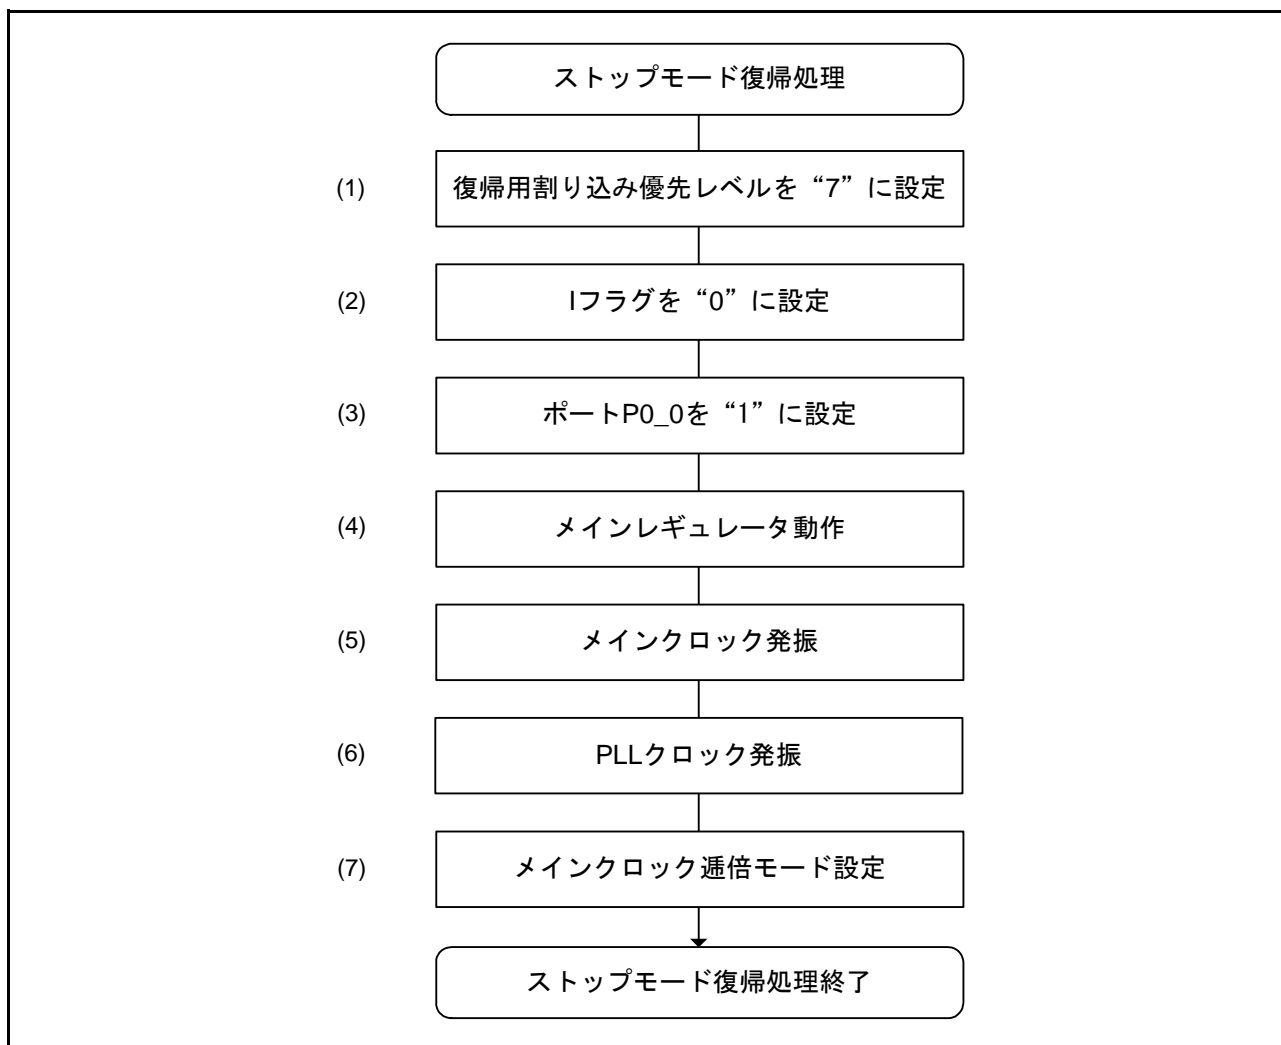 ストップモード復帰処理
(1) 復帰用割り込み優先レベルを“7”に設定
(2) Iフラグを“0”に設定
(3) ポートP0_0を“1”に設定
(4) メインレギュレータ動作
(5) メインクロック発振
(6) PLLクロック発振
(7) メインクロック逓倍モード設定
ストップモード復帰処理終了